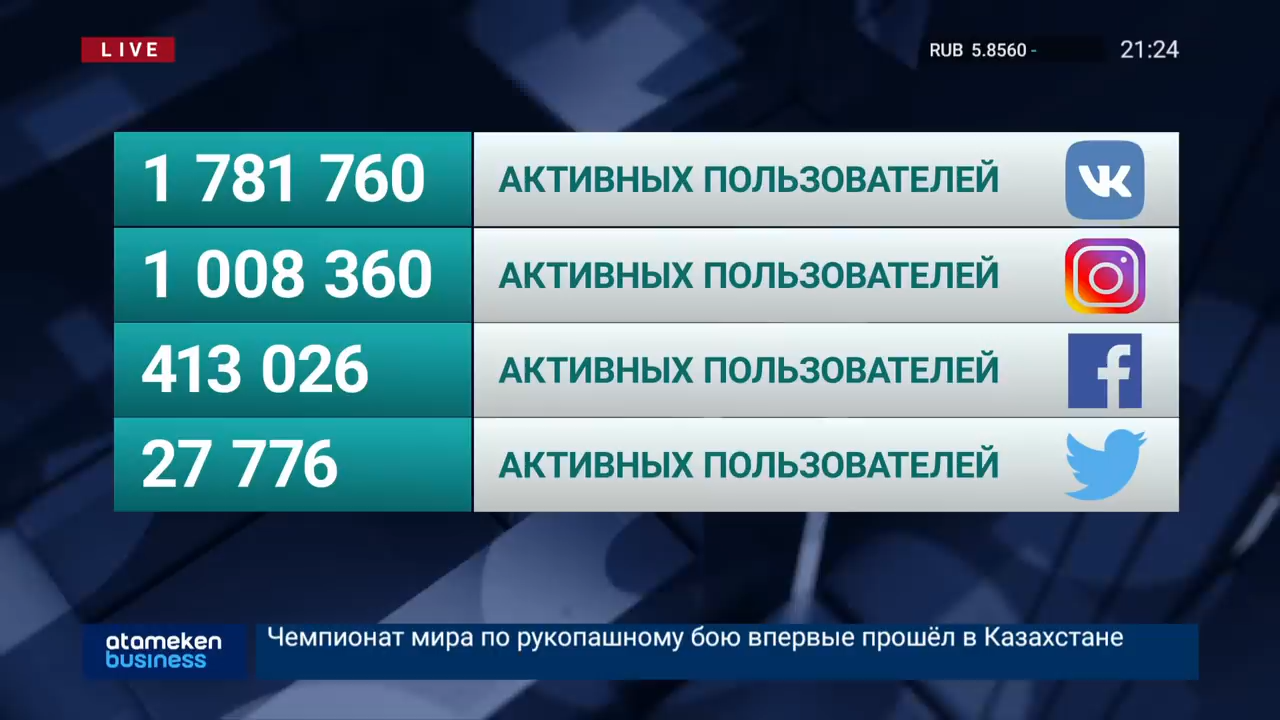 LIVE
RUB 5.8560 -
21:24
1 781 760 АКТИВНЫХ ПОЛЬЗОВАТЕЛЕЙ
1 008 360 АКТИВНЫХ ПОЛЬЗОВАТЕЛЕЙ
413 026 АКТИВНЫХ ПОЛЬЗОВАТЕЛЕЙ
27 776 АКТИВНЫХ ПОЛЬЗОВАТЕЛЕЙ
atameken
business
Чемпионат мира по рукопашному бою впервые прошёл в Казахстане